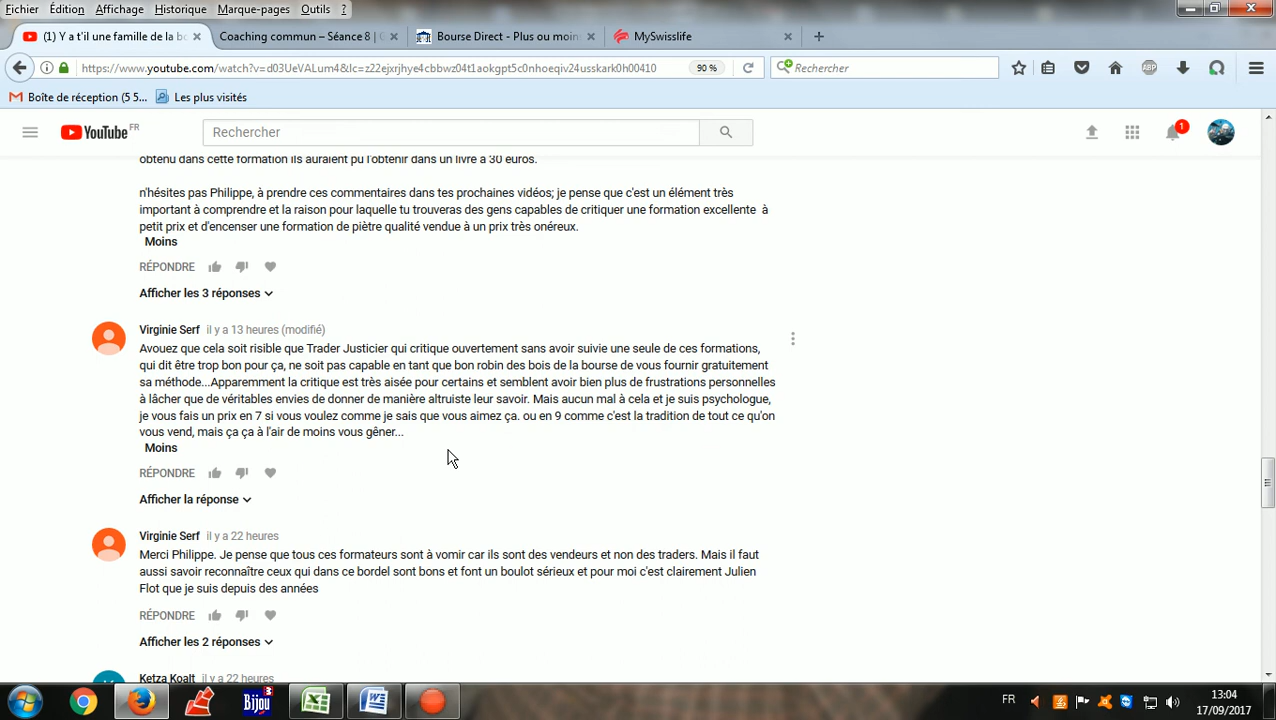 Fichier Édition Affichage Historique Marque-pages Outils ?
(1) Y a t'il une famille de la bo
Coaching commun – Séance 8 | C
Bourse Direct - Plus ou moin
MySwisslife
https://www.youtube.com/watch?v=d03UeVALum4&lc=z22ejxrjhye4cbbwz04t1aokgpt5c0nhoeqiv24usskark0h00410
90 %
Rechercher
ABP
Boîte de réception (5 5...
Les plus visités
YouTube FR
Rechercher
1
obtenu dans cette formation ils auraient pu l'obtenir dans un livre à 30 euros.
n'hésites pas Philippe, à prendre ces commentaires dans tes prochaines vidéos; je pense que c'est un élément très
important à comprendre et la raison pour laquelle tu trouveras des gens capables de critiquer une formation excellente à
petit prix et d'encenser une formation de piètre qualité vendue à un prix très onéreux.
Moins
RÉPONDRE
Afficher les 3 réponses
Virginie Serf il y a 13 heures (modifié)
Avouez que cela soit risible que Trader Justicier qui critique ouvertement sans avoir suivie une seule de ces formations,
qui dit être trop bon pour ça, ne soit pas capable en tant que bon robin des bois de la bourse de vous fournir gratuitement
sa méthode...Apparemment la critique est très aisée pour certains et semblent avoir bien plus de frustrations personnelles
à lâcher que de véritables envies de donner de manière altruiste leur savoir. Mais aucun mal à cela et je suis psychologue,
je vous fais un prix en 7 si vous voulez comme je sais que vous aimez ça. ou en 9 comme c'est la tradition de tout ce qu'on
vous vend, mais ça ça à l'air de moins vous gêner...
Moins
RÉPONDRE
Afficher la réponse
Virginie Serf il y a 22 heures
Merci Philippe. Je pense que tous ces formateurs sont à vomir car ils sont des vendeurs et non des traders. Mais il faut
aussi savoir reconnaître ceux qui dans ce bordel sont bons et font un boulot sérieux et pour moi c'est clairement Julien
Flot que je suis depuis des années
RÉPONDRE
Afficher les 2 réponses
Ketza Koalt il y a 22 heures
Bijou 3
FR
13:04
17/09/2017